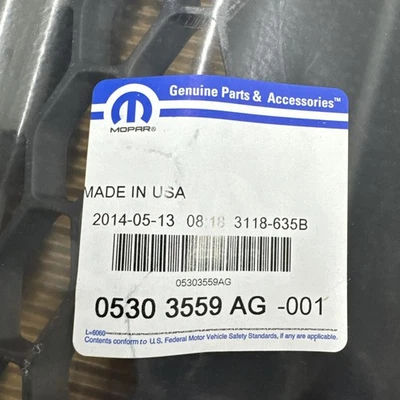 Genuine Parts & Accessories™
MOPAR®
MADE IN USA
2014-05-13 08:18 3118-635B
05303559AG
0530 3559 AG -001
L=6060
Contents conform to U.S. Federal Motor Vehicle Safety Standards, if any are applicable.